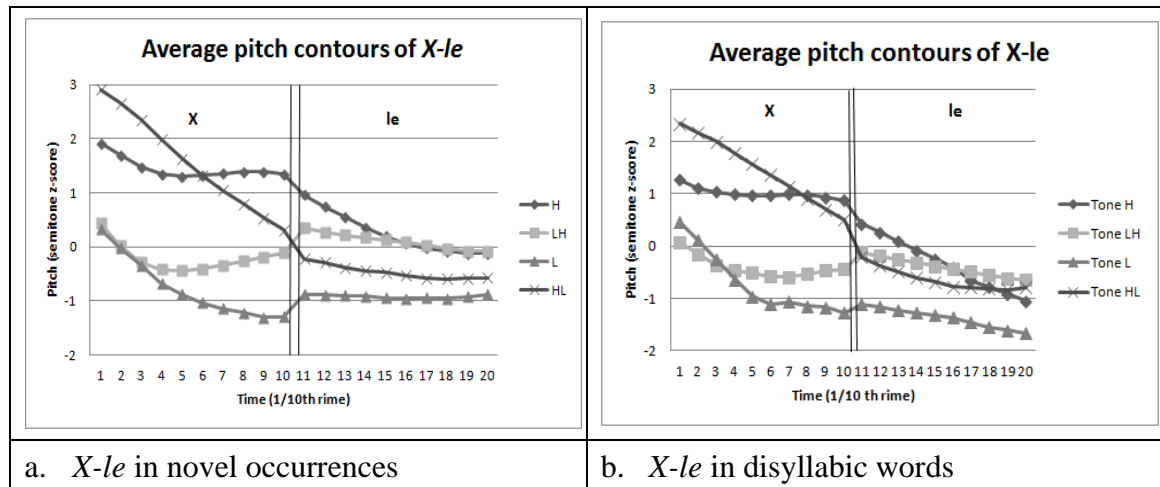 Average pitch contours of X-le
3
2
1
0
-1
-2
Pitch (semitone z-score)
X
le
H
LH
L
HL
1 2 3 4 5 6 7 8 9 10 11 12 13 14 15 16 17 18 19 20
Time (1/10th rime)
a. X-le in novel occurrences
Average pitch contours of X-le
3
2
1
0
-1
-2
Pitch (semitone z-score)
X
le
Tone H
Tone LH
Tone L
Tone HL
1 2 3 4 5 6 7 8 9 10 11 12 13 14 15 16 17 18 19 20
Time (1/10 th rime)
b. X-le in disyllabic words